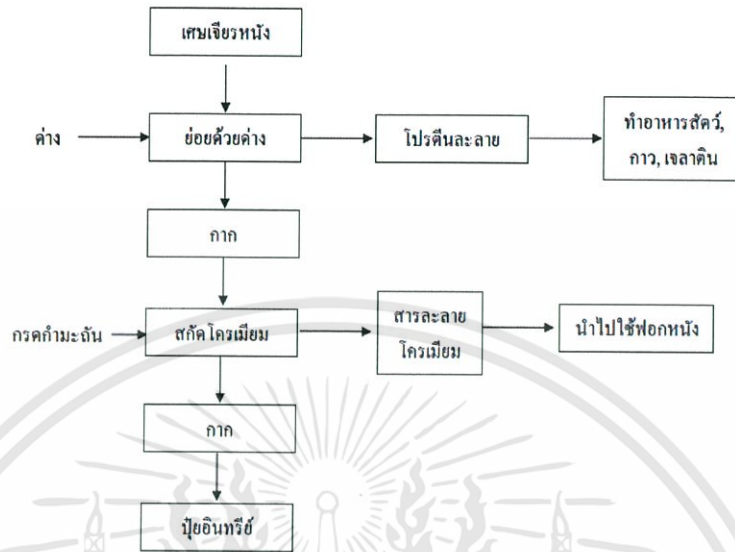 เศษเจียรหนัง
ด่าง
ย่อยด้วยด่าง
โปรตีนละลาย
ทำอาหารสัตว์,
กาว, เจลาติน
กาก
กรดกำมะถัน
สกัดโครเมียม
สารละลาย
โครเมียม
นำไปใช้ฟอกหนัง
กาก
ปุ๋ยอินทรีย์